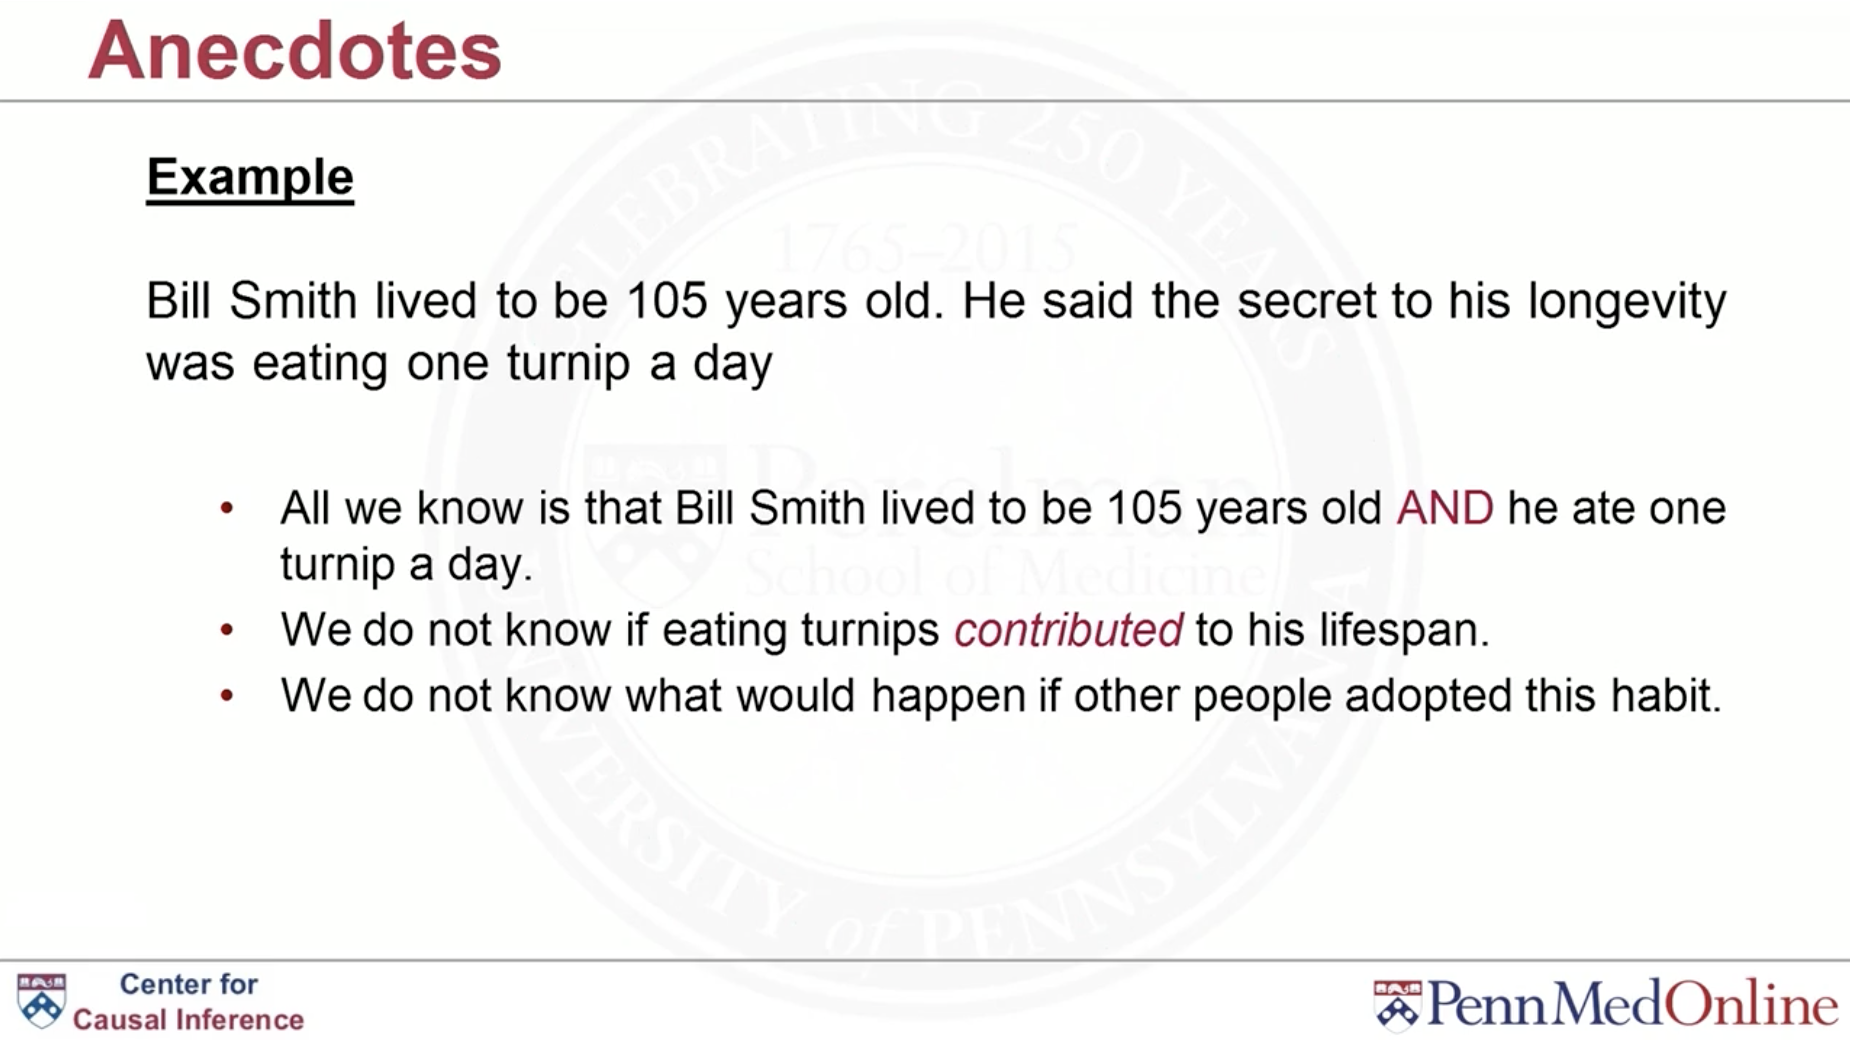 Anecdotes
Example
Bill Smith lived to be 105 years old. He said the secret to his longevity
was eating one turnip a day
• All we know is that Bill Smith lived to be 105 years old AND he ate one
turnip a day.
• We do not know if eating turnips contributed to his lifespan.
• We do not know what would happen if other people adopted this habit.
CELEBRATING 250 YEARS
1765–2015
Perelman
School of Medicine
UNIVERSITY of PENNSYLVANIA
Center for
Causal Inference
PennMedOnline